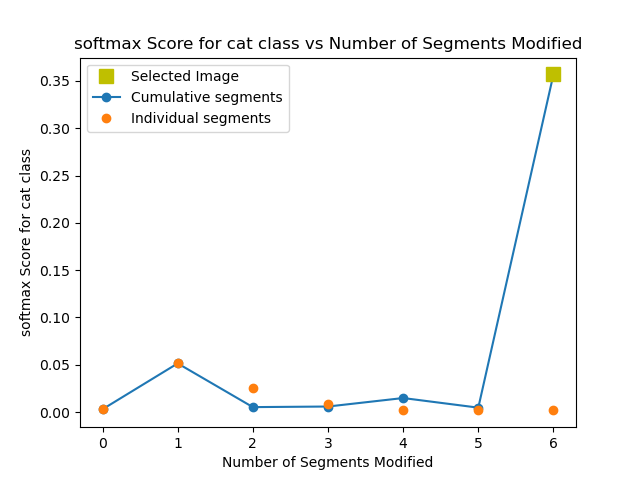 softmax Score for cat class vs Number of Segments Modified
Selected Image
Cumulative segments
Individual segments
softmax Score for cat class
0.35
0.30
0.25
0.20
0.15
0.10
0.05
0.00
0 1 2 3 4 5 6
Number of Segments Modified